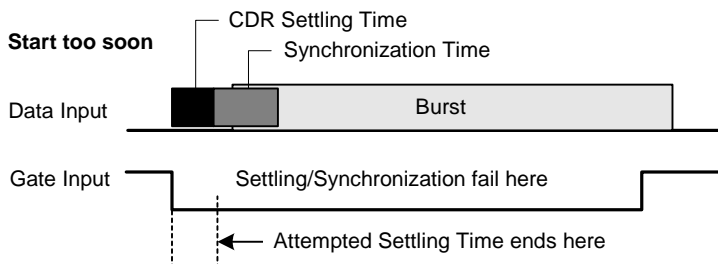 CDR Settling Time
Start too soon
Synchronization Time
Data Input
Burst
Gate Input
Settling/Synchronization fail here
Attempted Settling Time ends here